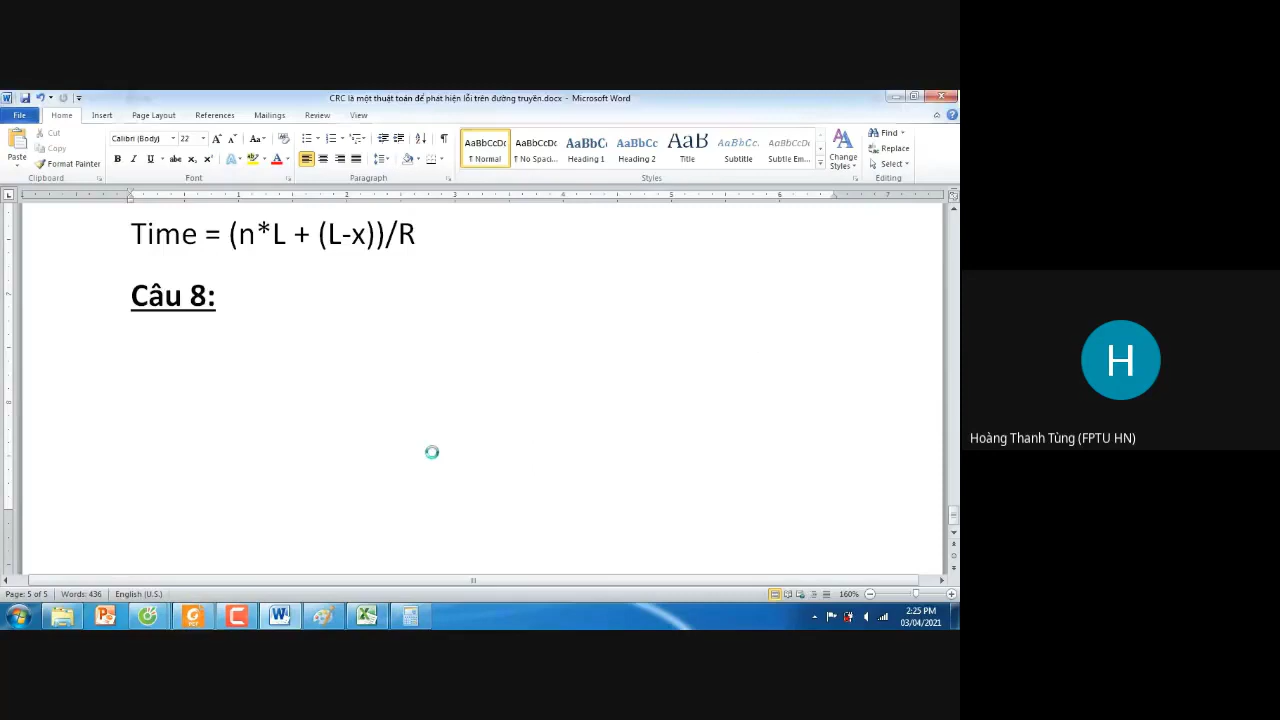 CRC là một thuật toán để phát hiện lỗi trên đường truyền.docx - Microsoft Word
File Home Insert Page Layout References Mailings Review View
Cut
Copy
Format Painter
Paste
Clipboard
Calibri (Body) 22
B I U abc x₂ x²
Font
Paragraph
AaBbCcDc AaBbCcDc AaBbC AaBbCc AaB AaBbCc. AaBbCcDc
¶ Normal ¶ No Spaci... Heading 1 Heading 2 Title Subtitle Subtle Em...
Styles
Change
Styles
Find
Replace
Select
Editing
Time = (n*L + (L-x))/R
Câu 8:
H
Hoàng Thanh Tùng (FPTU HN)
Page: 5 of 5 Words: 436 English (U.S.) 160%
2:25 PM
03/04/2021